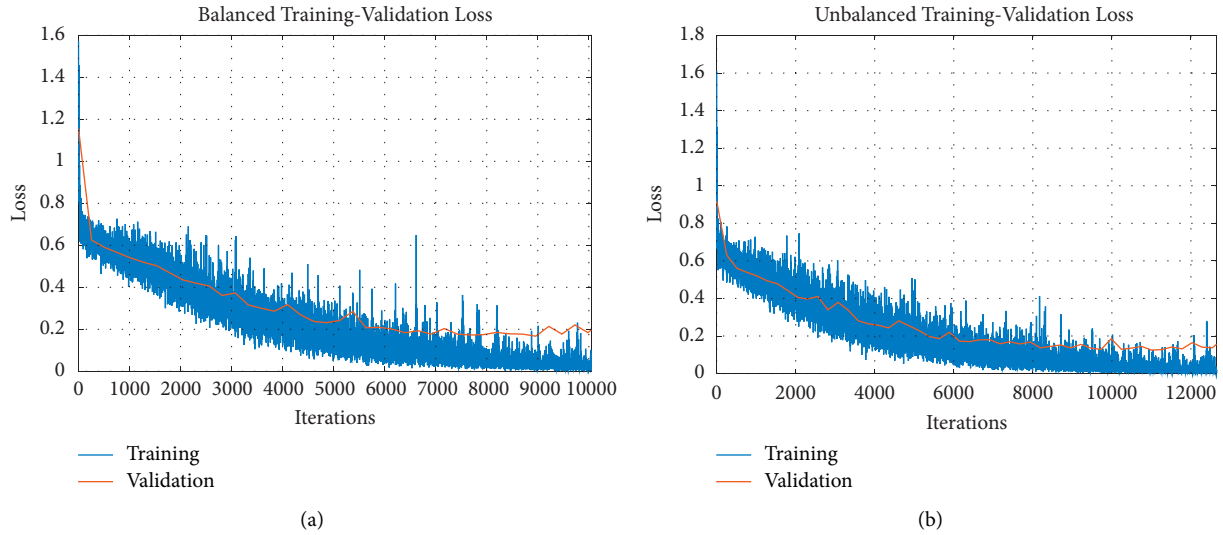 Balanced Training-Validation Loss
1.6
1.4
1.2
1
0.8
0.6
0.4
0.2
0
Loss
0 1000 2000 3000 4000 5000 6000 7000 8000 9000 10000
Iterations
Training
Validation
(a)
Unbalanced Training-Validation Loss
1.8
1.6
1.4
1.2
1
0.8
0.6
0.4
0.2
0
Loss
0 2000 4000 6000 8000 10000 12000
Iterations
Training
Validation
(b)